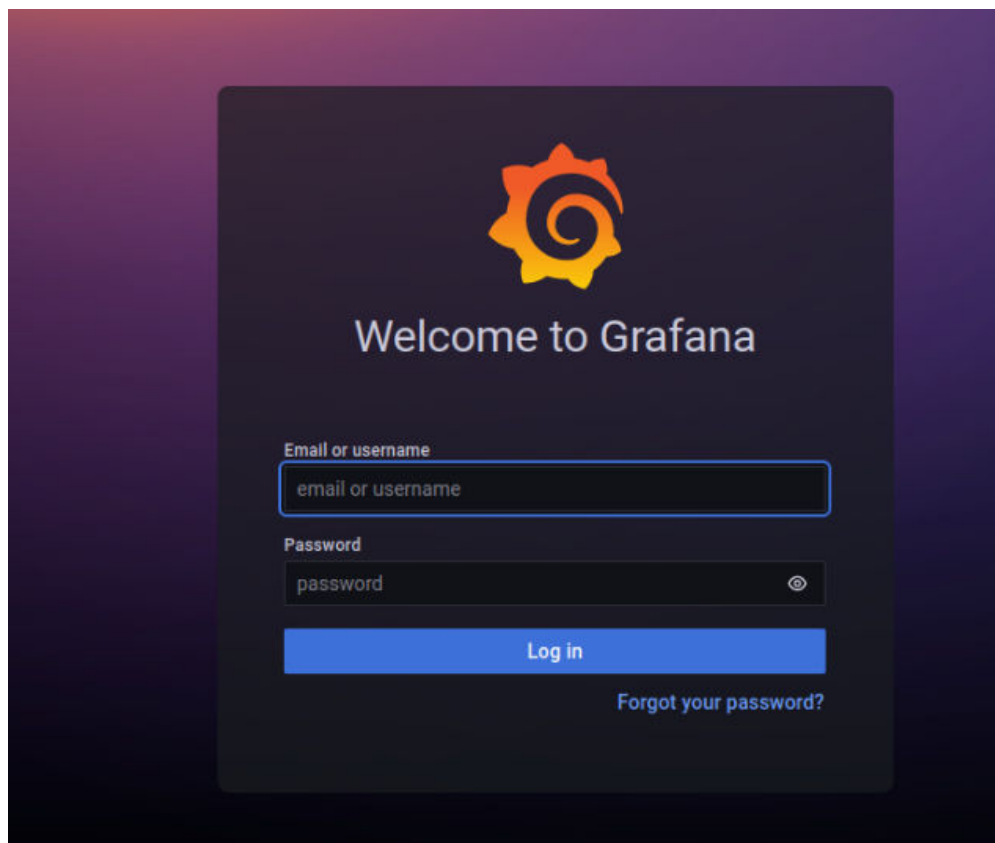 Welcome to Grafana
Email or username
email or username
Password
password
Log in
Forgot your password?